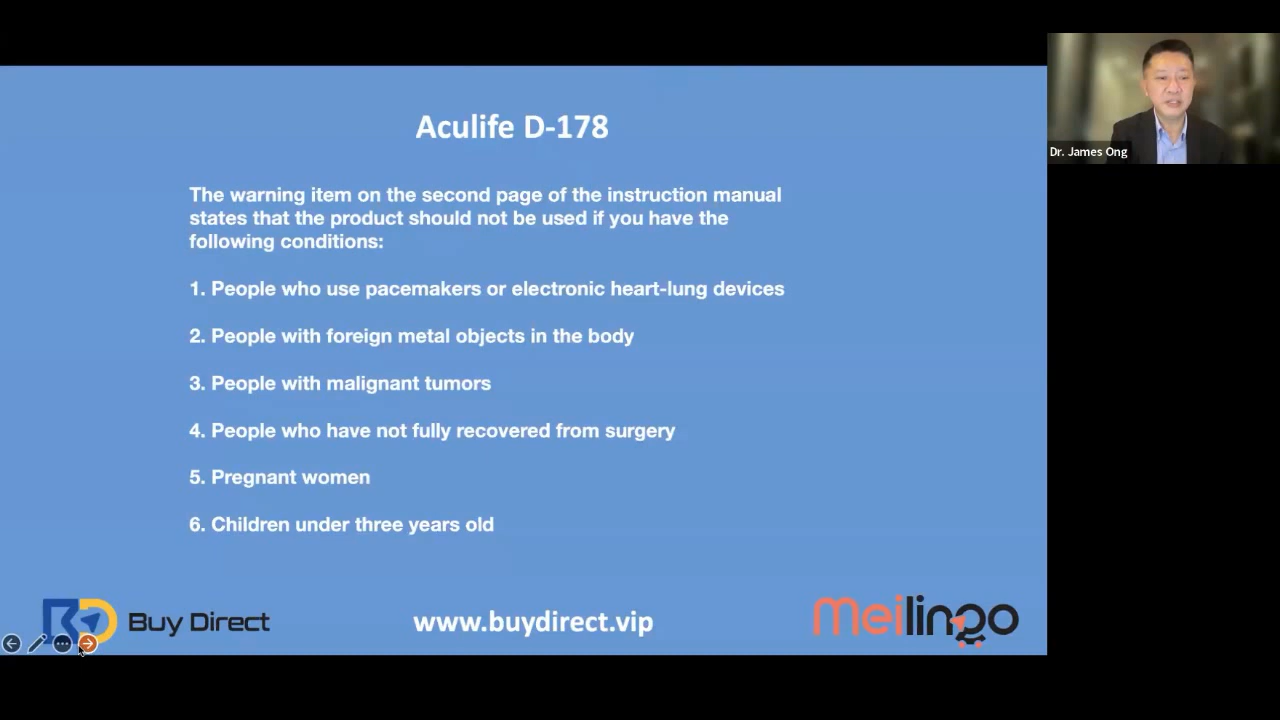 Aculife D-178
The warning item on the second page of the instruction manual
states that the product should not be used if you have the
following conditions:
1. People who use pacemakers or electronic heart-lung devices
2. People with foreign metal objects in the body
3. People with malignant tumors
4. People who have not fully recovered from surgery
5. Pregnant women
6. Children under three years old
Buy Direct
www.buydirect.vip
meilingo
Dr. James Ong